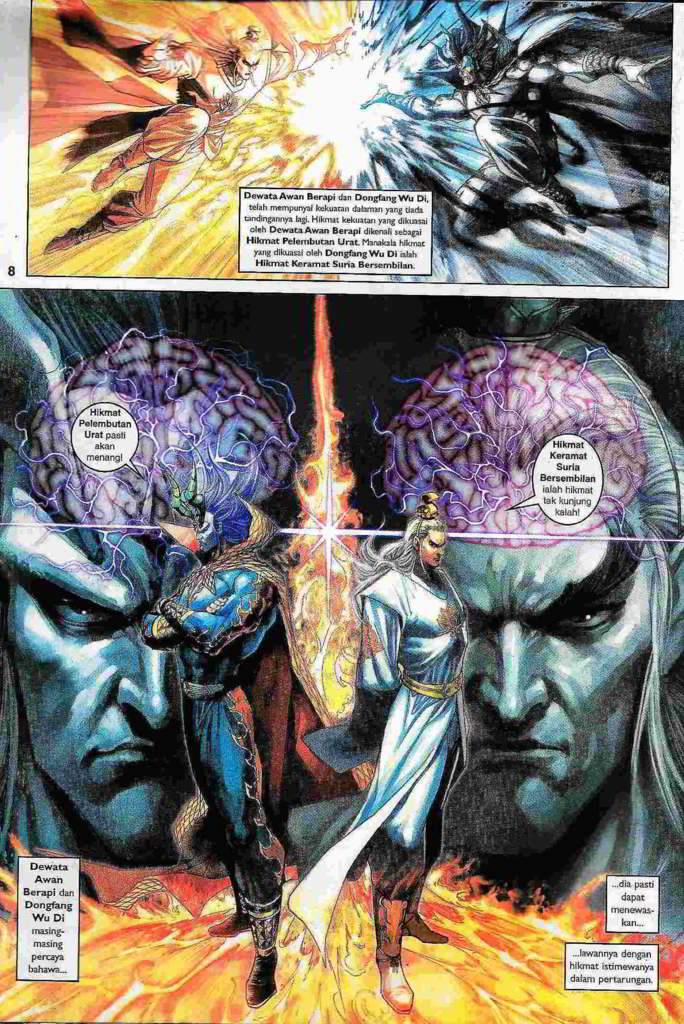 Dewata Awan Berapi dan Dongfang Wu Di,
telah mempunyai kekuatan dalaman yang tiada
tandingannya lagi. Hikmat kekuatan yang dikuasai
oleh Dewata Awan Berapi dikenali sebagai
Hikmat Pelembutan Urat. Manakala hikmat
yang dikuasai oleh Dongfang Wu Di ialah
Hikmat Keramat Suria Bersembilan.
8
Hikmat
Pelembutan
Urat pasti
akan
menang!
Hikmat
Keramat
Suria
Bersembilan
ialah hikmat
tak kunjung
kalah!
Dewata
Awan
Berapi dan
Dongfang
Wu Di
masing-
masing
percaya
bahawa...
...dia pasti
dapat
menewas-
kan...
...lawannya dengan
hikmat istimewanya
dalam pertarungan.